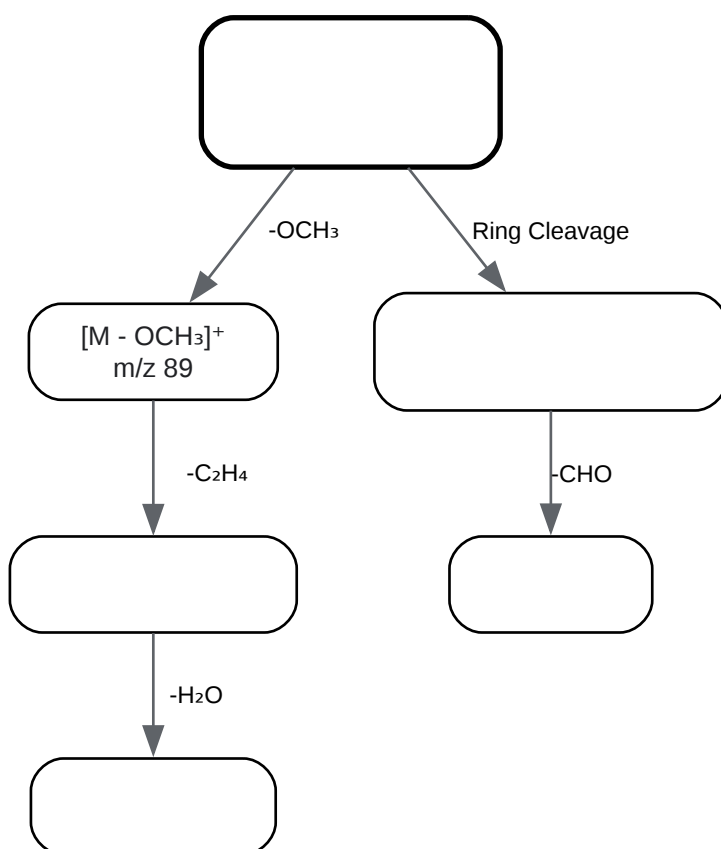 -OCH₃
Ring Cleavage
[M - OCH₃]⁺
m/z 89
-C₂H₄
-CHO
-H₂O